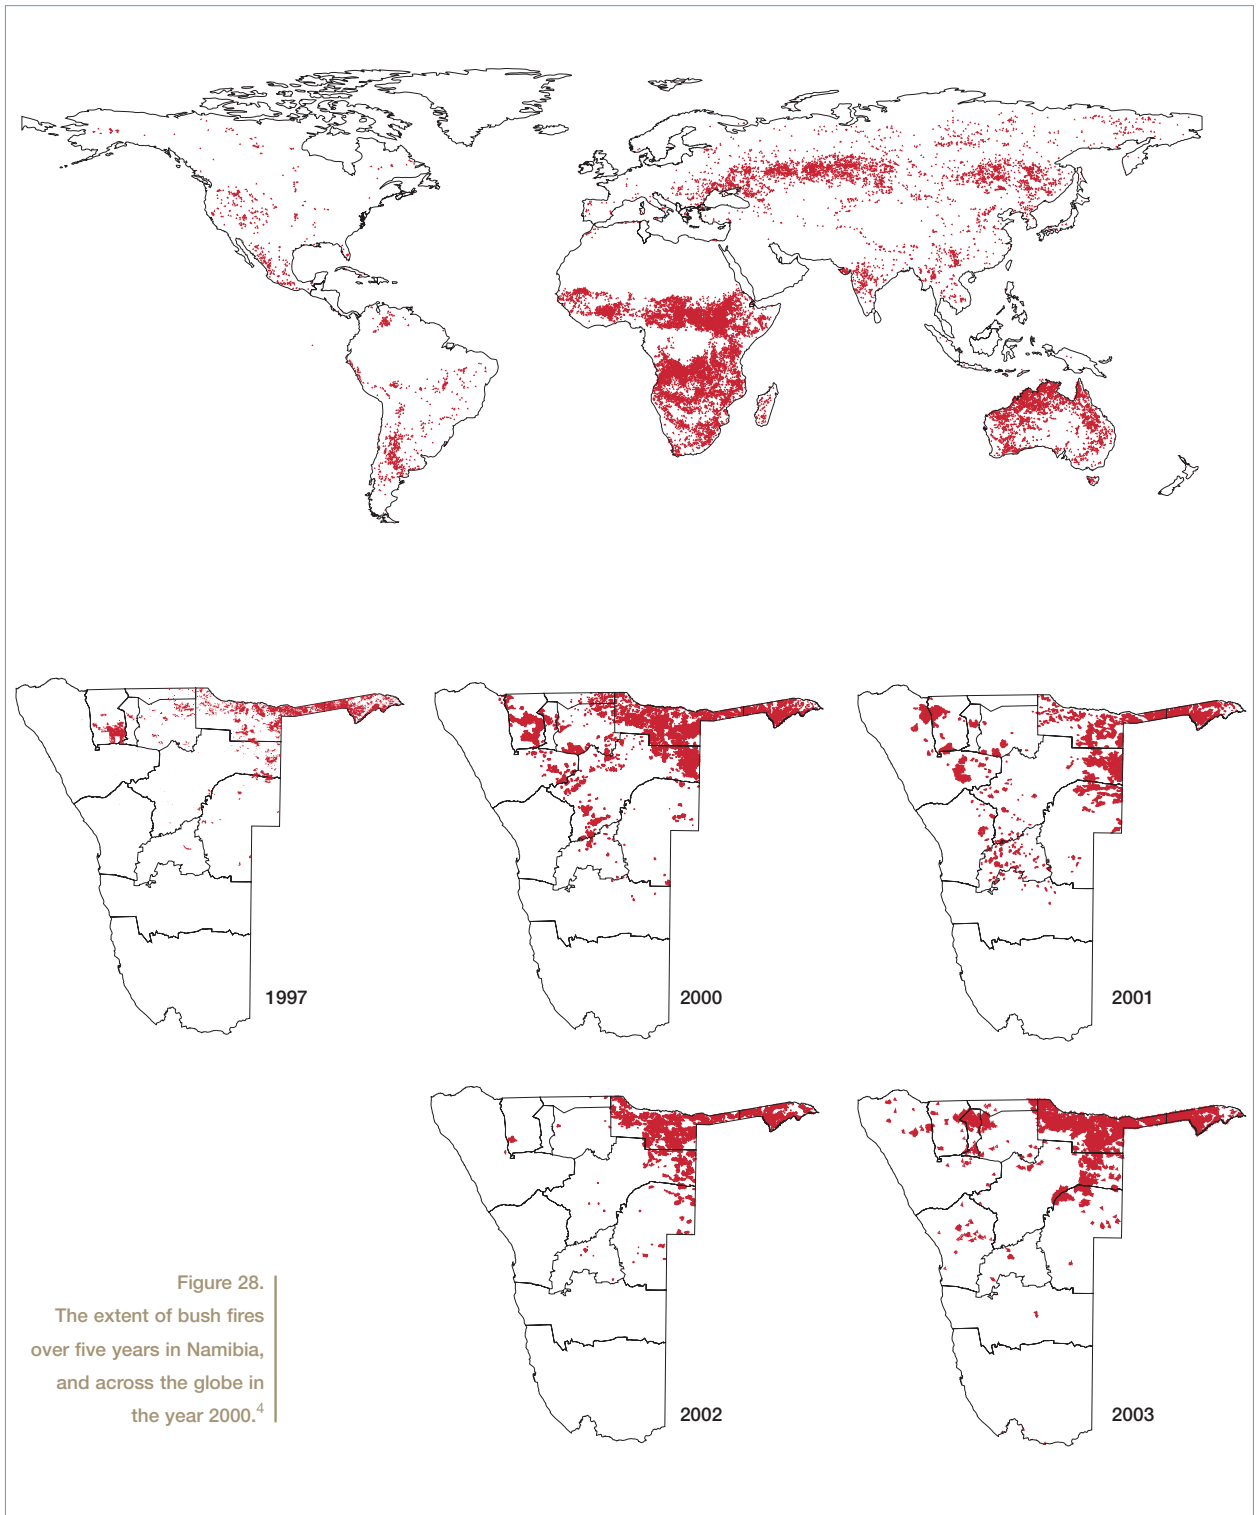 1997
2000
2001
2002
2003
Figure 28.
The extent of bush fires
over five years in Namibia,
and across the globe in
the year 2000.4